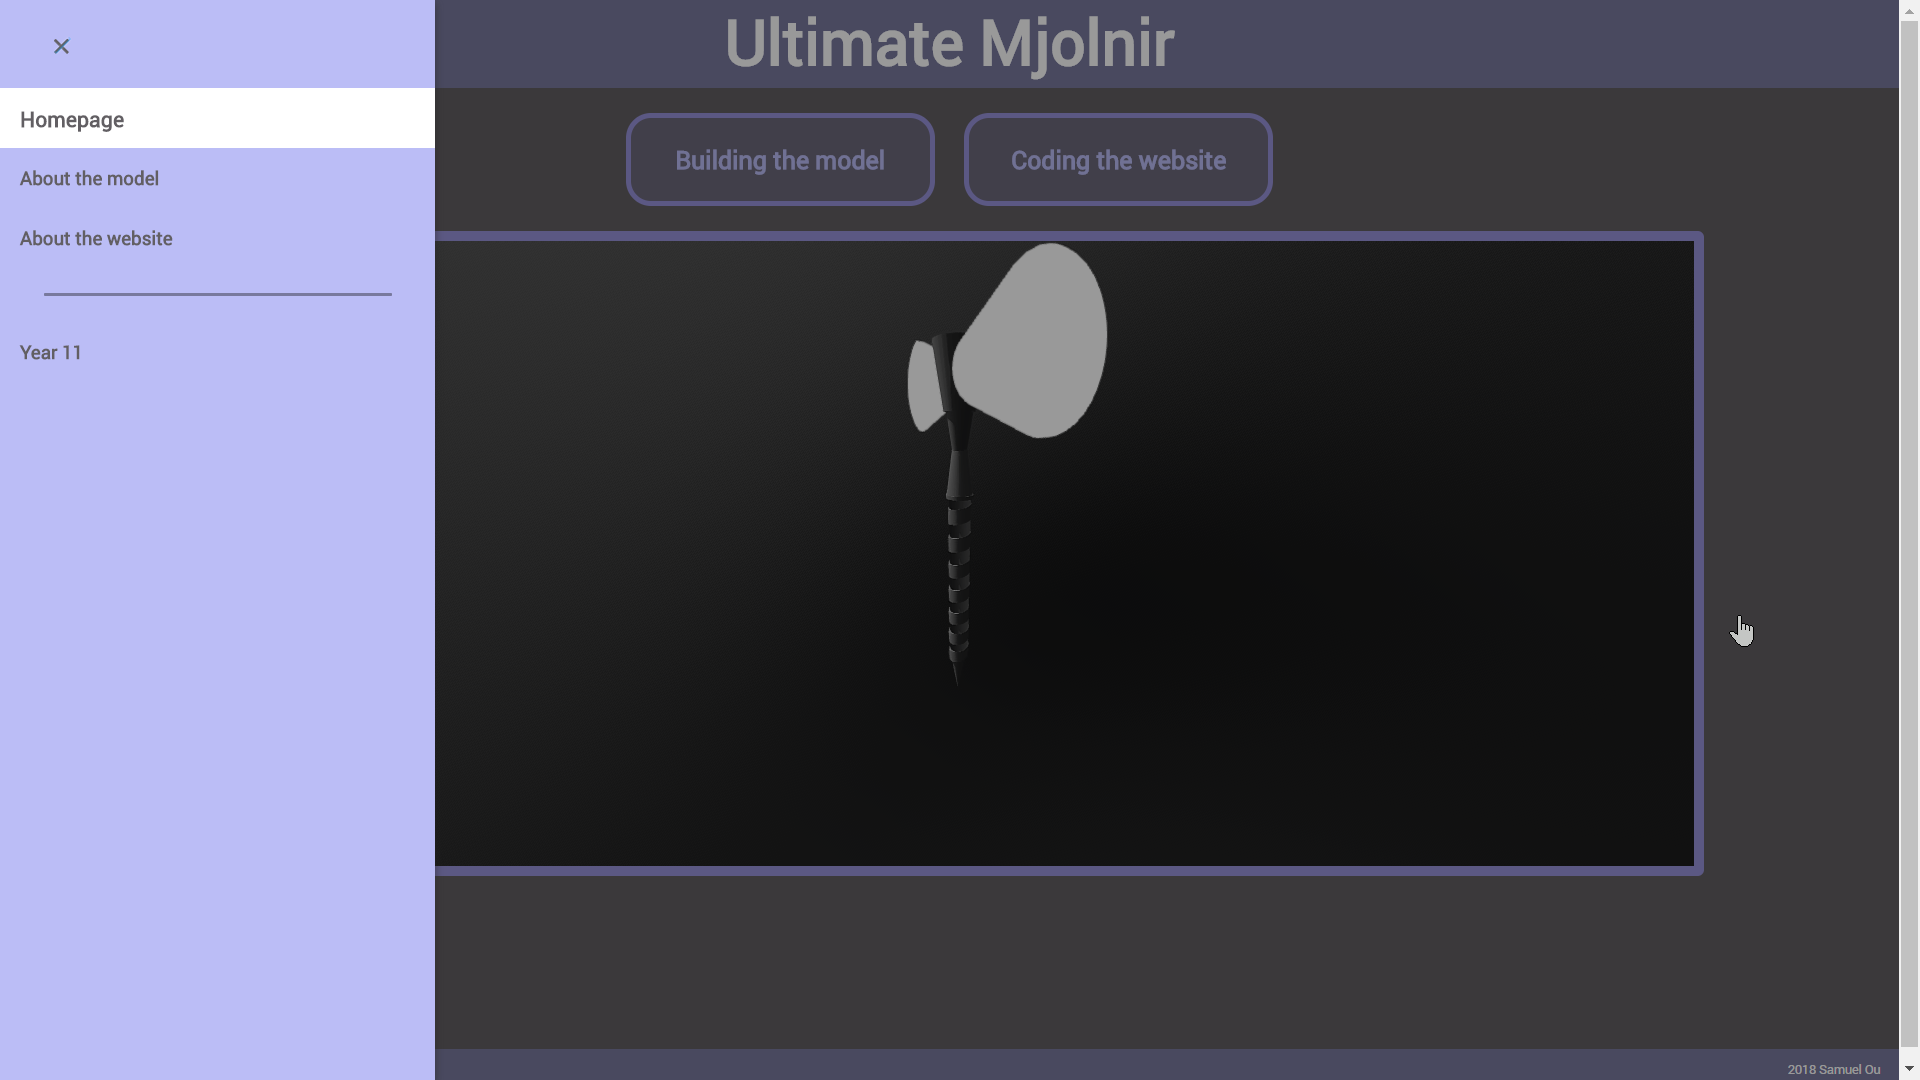 Ultimate Mjolnir
Homepage
About the model
About the website
Year 11
Building the model
Coding the website
2018 Samuel Ou